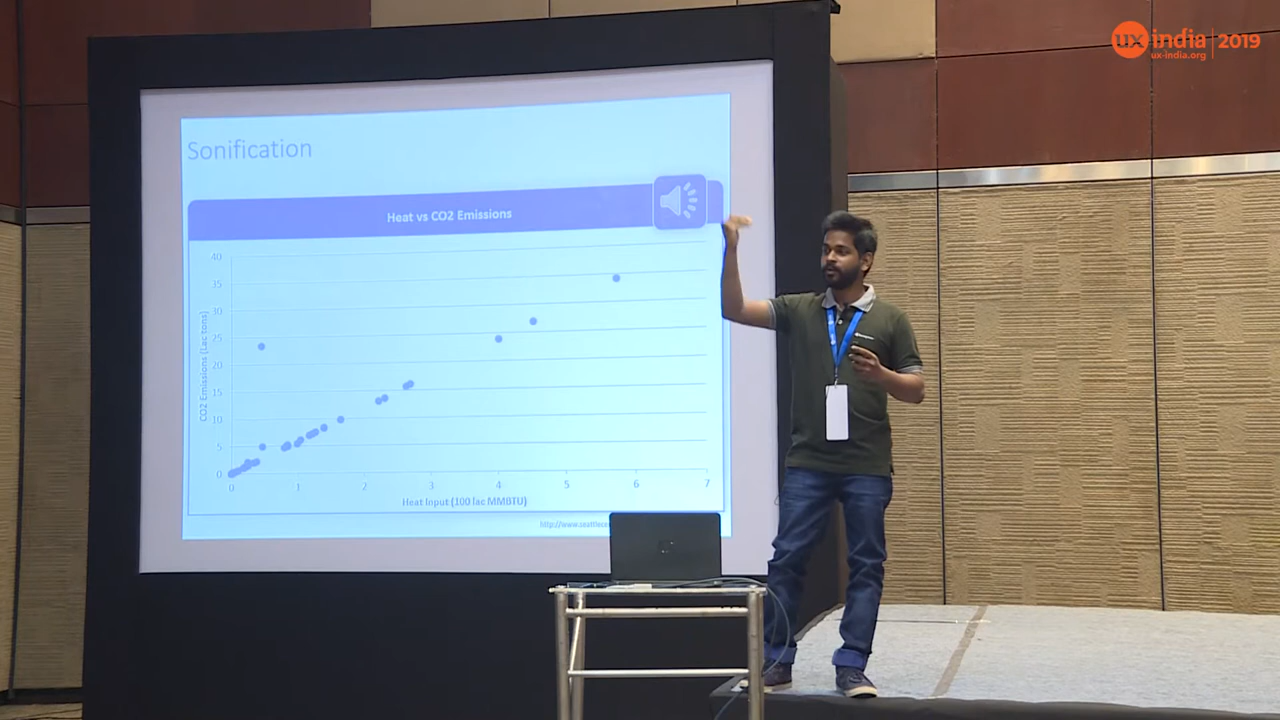 ux india 2019
ux-india.org
Sonification
Heat vs CO2 Emissions
40
35
30
25
20
15
10
5
0
CO2 Emissions (Lac tons)
0 1 2 3 4 5 6 7
Heat Input (100 lac MMBTU)